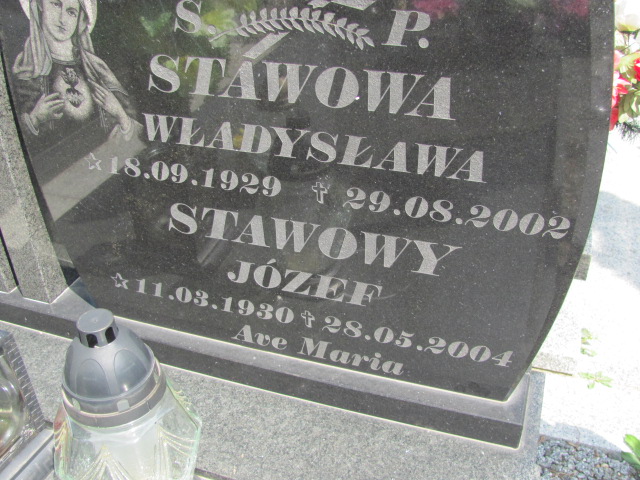 S. P.
STAWOWA
WŁADYSŁAWA
☆18.09.1929 ✝ 29.08.2002
STAWOWY
JÓZEF
☆11.03.1930 ✝ 28.05.2004
Ave Maria